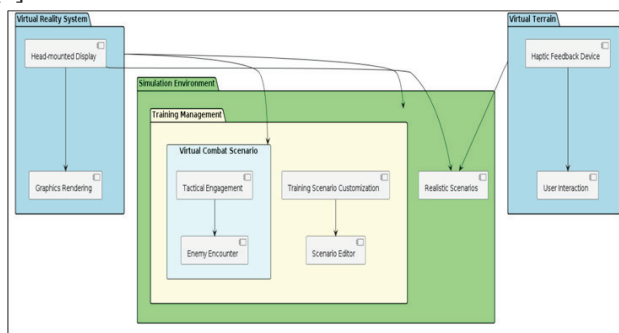 Virtual Reality System
Virtual Terrain
Head-mounted Display
Haptic Feedback Device
Simulation Environment
Training Management
Virtual Combat Scenario
Graphics Rendering
Tactical Engagement
Training Scenario Customization
Realistic Scenarios
User Interaction
Enemy Encounter
Scenario Editor